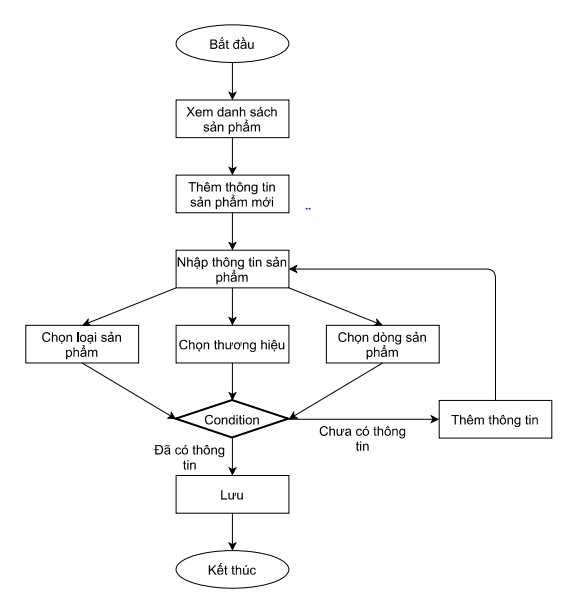 Bắt đầu
Xem danh sách
sản phẩm
Thêm thông tin
sản phẩm mới
Nhập thông tin sản
phẩm
Chọn loại sản
phẩm
Chọn thương hiệu
Chọn dòng sản
phẩm
Condition
Thêm thông tin
Chưa có thông
tin
Đã có thông
tin
Lưu
Kết thúc